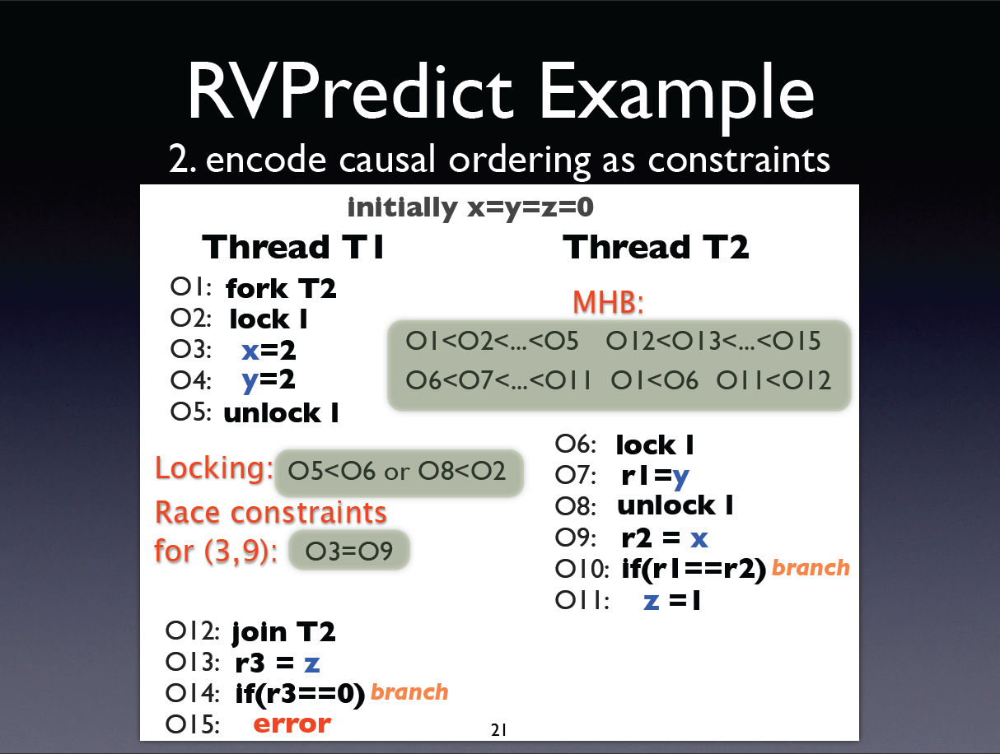 RVPredict Example
2. encode causal ordering as constraints
initially x=y=z=0
Thread T1
O1: fork T2
O2: lock l
O3: x=2
O4: y=2
O5: unlock l
Thread T2
MHB:
O1<O2<...<O5 O12<O13<...<O15
O6<O7<...<O11 O1<O6 O11<O12
Locking: O5<O6 or O8<O2
Race constraints
for (3,9): O3=O9
O6: lock l
O7: r1=y
O8: unlock l
O9: r2 = x
O10: if(r1==r2) branch
O11: z =1
O12: join T2
O13: r3 = z
O14: if(r3==0) branch
O15: error
21